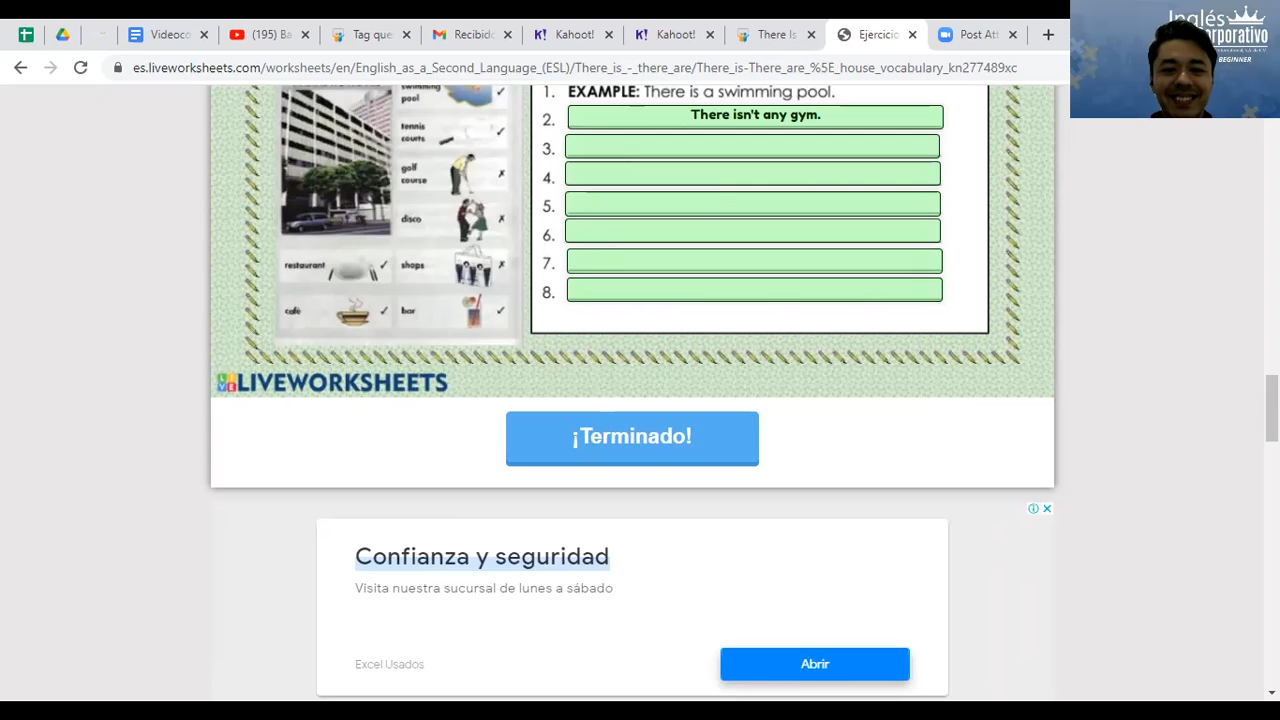 Videoco
(195) Ba
Tag que
Recibido
Kahoot!
Kahoot!
There is
Ejercicio
Post Att
es.liveworksheets.com/worksheets/en/English_as_a_Second_Language_(ESL)/There_is_-_there_are/There_is-There_are_%5E_house_vocabulary_kn277489xc
Inglés
BEGINNER
swimming
pool
tennis
courts
golf
course
disco
restaurant
shops
café
bar
1. EXAMPLE: There is a swimming pool.
2. There isn't any gym.
3.
4.
5.
6.
7.
8.
LIVEWORKSHEETS
¡Terminado!
Confianza y seguridad
Visita nuestra sucursal de lunes a sábado
Excel Usados
Abrir